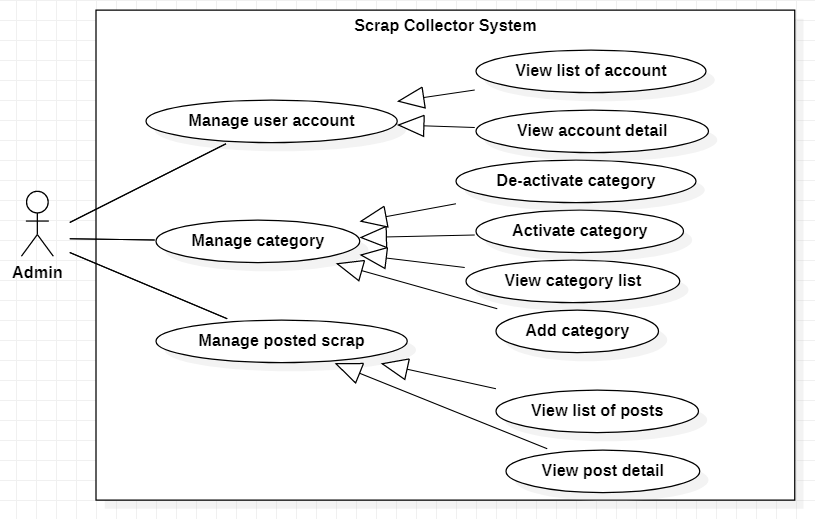 Scrap Collector System
View list of account
Manage user account
View account detail
De-activate category
Activate category
Manage category
Admin
View category list
Add category
Manage posted scrap
View list of posts
View post detail